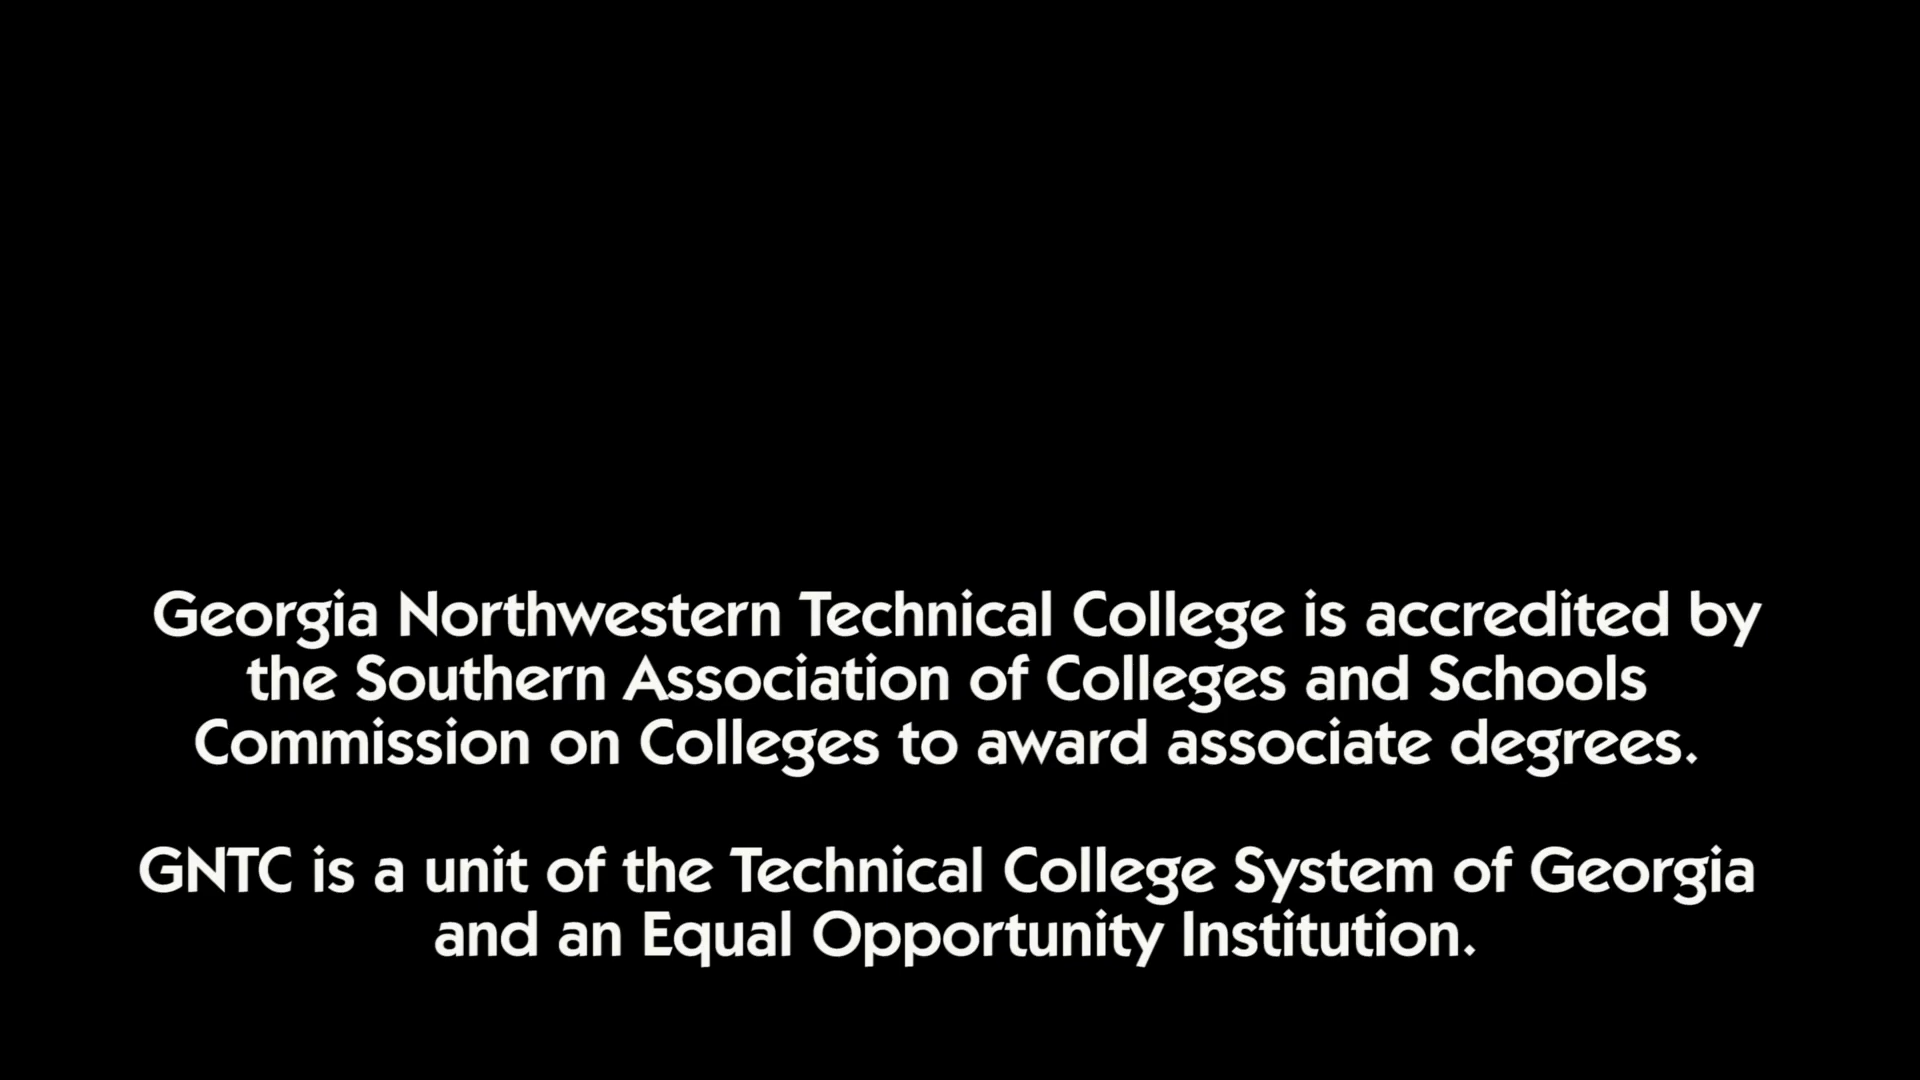 Georgia Northwestern Technical College is accredited by
the Southern Association of Colleges and Schools
Commission on Colleges to award associate degrees.
GNTC is a unit of the Technical College System of Georgia
and an Equal Opportunity Institution.